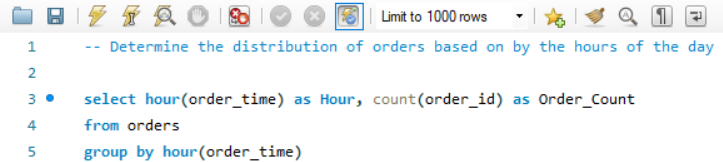 Limit to 1000 rows
1 -- Determine the distribution of orders based on by the hours of the day
2
3 select hour(order_time) as Hour, count(order_id) as Order_Count
4 from orders
5 group by hour(order_time)